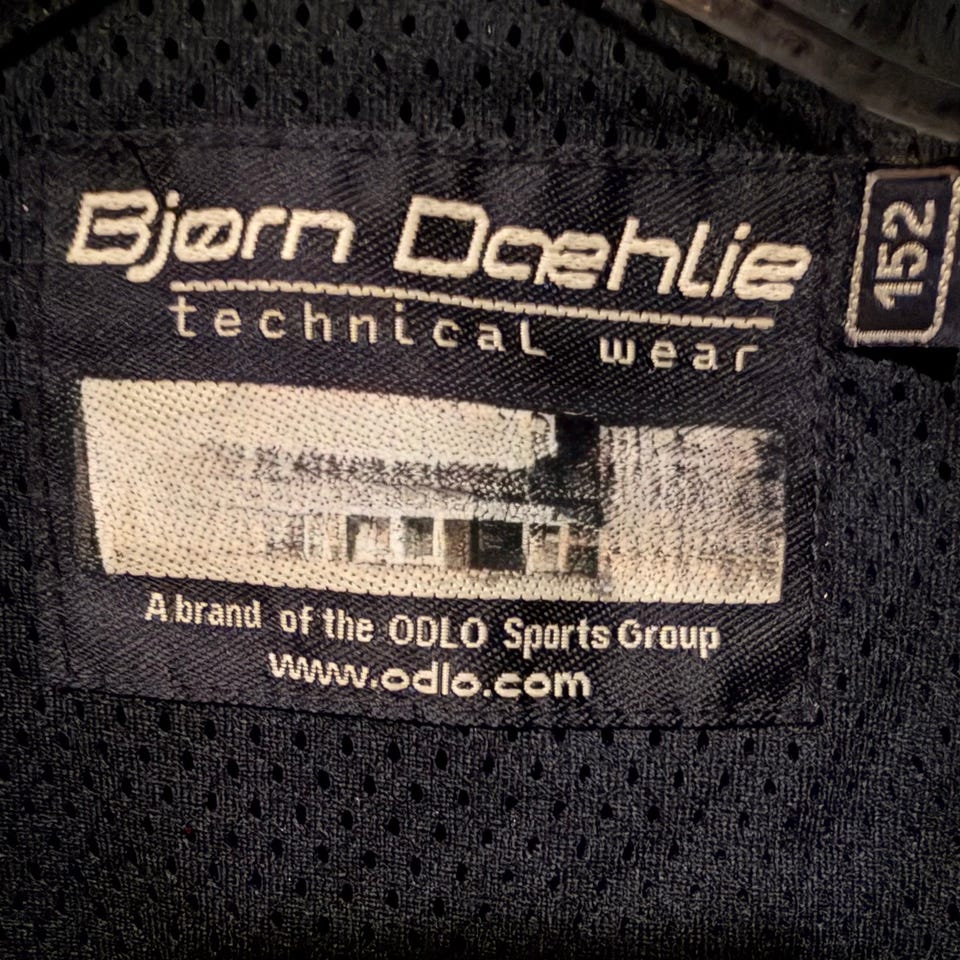 Bjørn Dæhlie
technical wear
152
A brand of the ODLO Sports Group
www.odlo.com